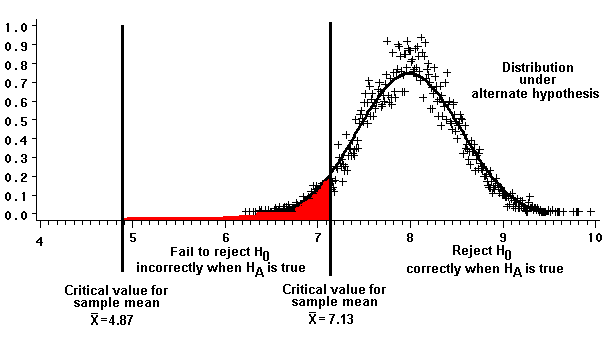 1.0
0.9
0.8
0.7
0.6
0.5
0.4
0.3
0.2
0.1
0.0
Distribution
under
alternate hypothesis
4 5 6 7 8 9 10
Fail to reject H0
incorrectly when HA is true
Reject H0
correctly when HA is true
Critical value for
sample mean
X̅=4.87
Critical value for
sample mean
X̅=7.13